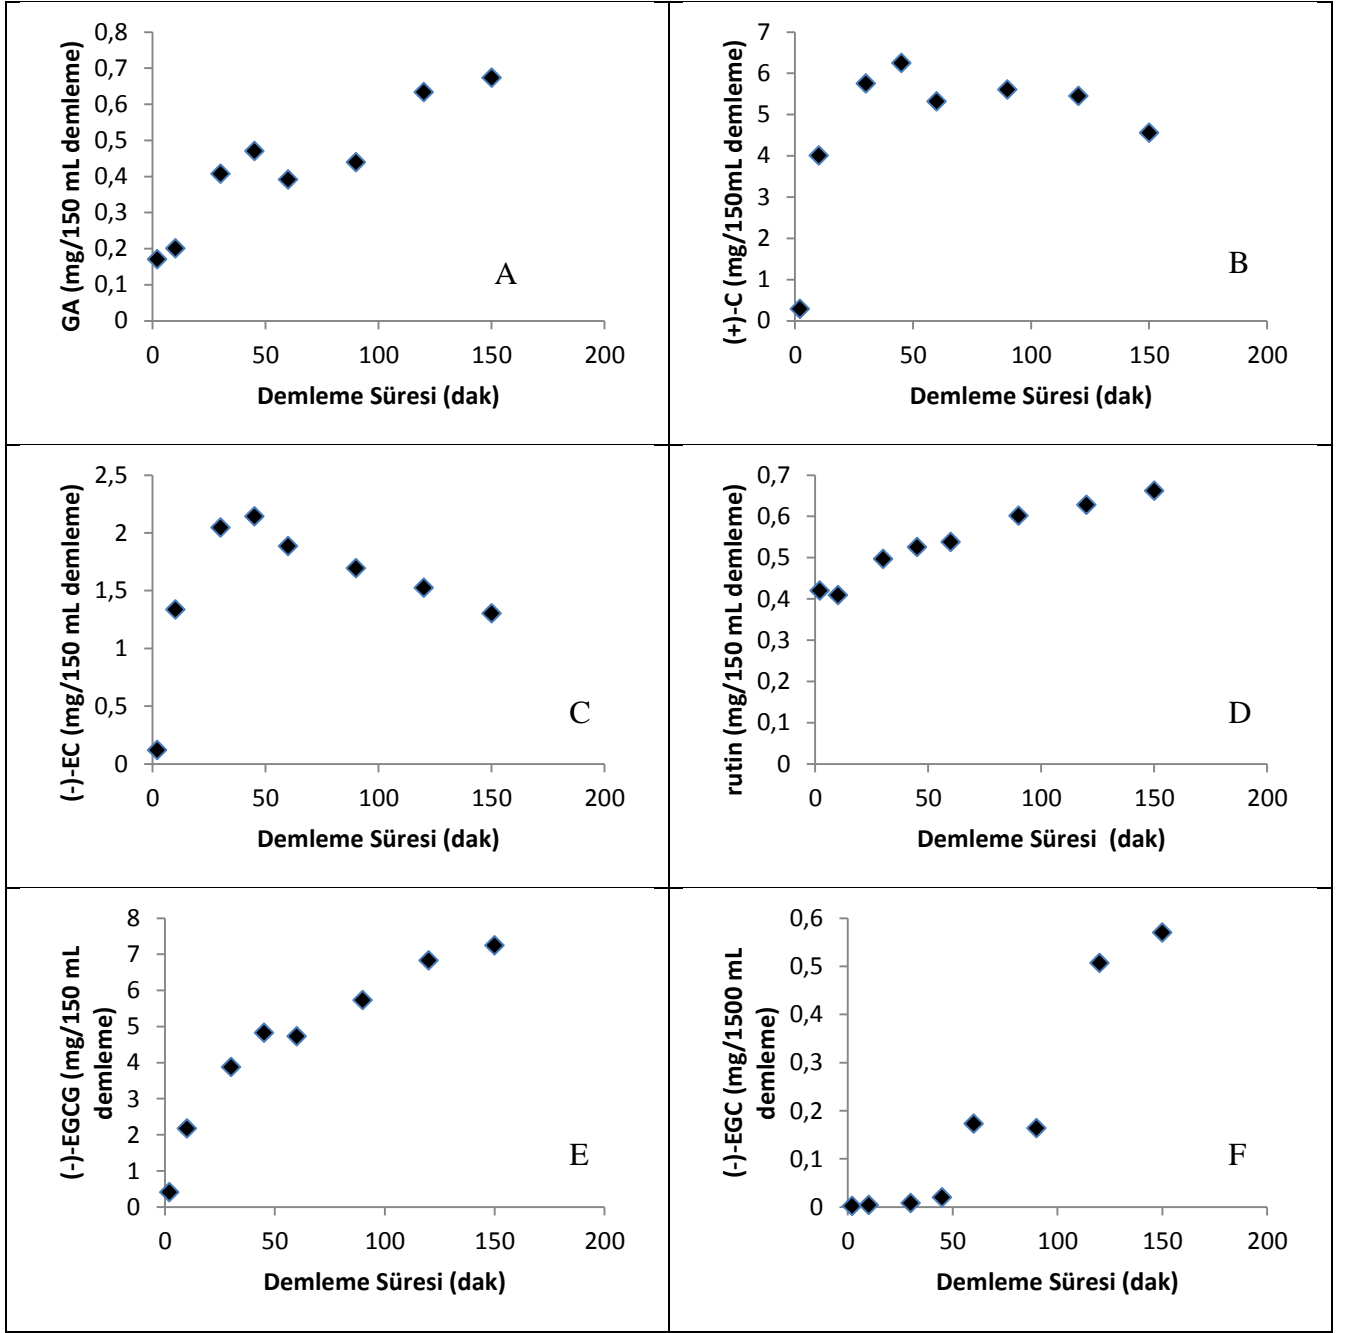 GA (mg/150 mL demleme)
0,8
0,7
0,6
0,5
0,4
0,3
0,2
0,1
0
0 50 100 150 200
Demleme Süresi (dak)
A
(+)-C (mg/150mL demleme)
7
6
5
4
3
2
1
0
0 50 100 150 200
Demleme Süresi (dak)
B
(-)-EC (mg/150 mL demleme)
2,5
2
1,5
1
0,5
0
0 50 100 150 200
Demleme Süresi (dak)
C
rutin (mg/150 mL demleme)
0,7
0,6
0,5
0,4
0,3
0,2
0,1
0
0 50 100 150 200
Demleme Süresi (dak)
D
(-)-EGCG (mg/150 mL
demleme)
8
7
6
5
4
3
2
1
0
0 50 100 150 200
Demleme Süresi (dak)
E
(-)-EGC (mg/1500 mL
demleme)
0,6
0,5
0,4
0,3
0,2
0,1
0
0 50 100 150 200
Demleme Süresi (dak)
F